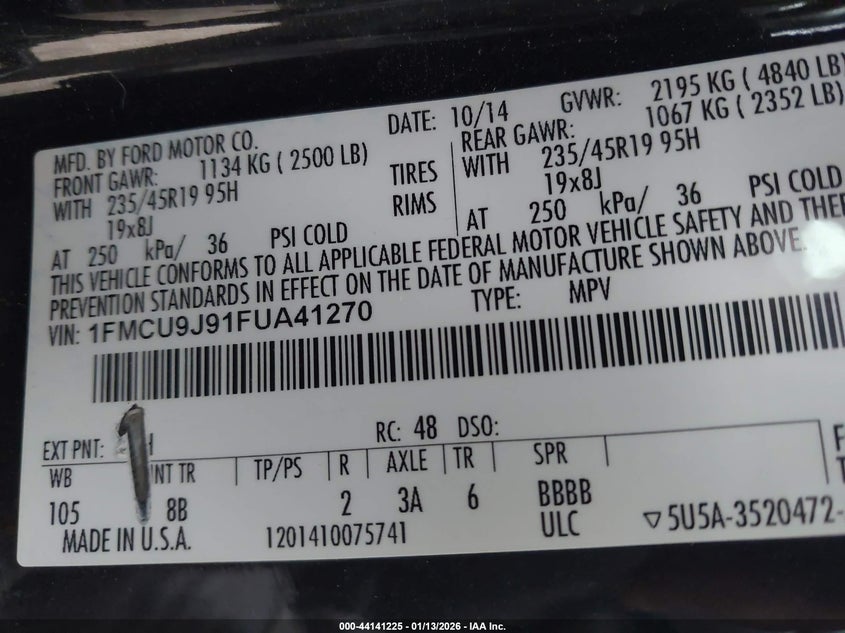 MFD. BY FORD MOTOR CO.
DATE: 10/14
GVWR: 2195 KG ( 4840 LB)
FRONT GAWR: 1134 KG ( 2500 LB)
REAR GAWR: 1067 KG ( 2352 LB)
WITH 235/45R19 95H TIRES WITH 235/45R19 95H
19x8J RIMS 19x8J
AT 250 kPa/ 36 PSI COLD AT 250 kPa/ 36 PSI COLD
THIS VEHICLE CONFORMS TO ALL APPLICABLE FEDERAL MOTOR VEHICLE SAFETY AND THEF
PREVENTION STANDARDS IN EFFECT ON THE DATE OF MANUFACTURE SHOWN ABOVE.
VIN: 1FMCU9J91FUA41270 TYPE: MPV
EXT PNT: RC: 48 DSO:
WB INT TR TP/PS R AXLE TR SPR
105 8B 2 3A 6 BBBB
MADE IN U.S.A. 1201410075741 ULC ▽5U5A-3520472-
000-44141225 - 01/13/2026 - IAA Inc.